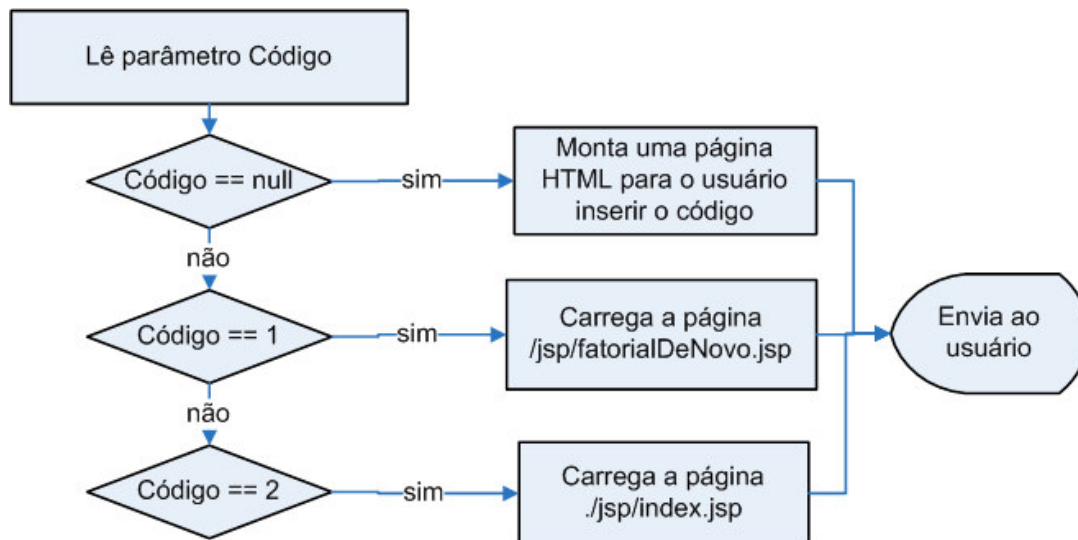 Lê parâmetro Código
Código == null
sim
Monta uma página
HTML para o usuário
inserir o código
não
Código == 1
sim
Carrega a página
/jsp/fatorialDeNovo.jsp
Envia ao
usuário
não
Código == 2
sim
Carrega a página
./jsp/index.jsp